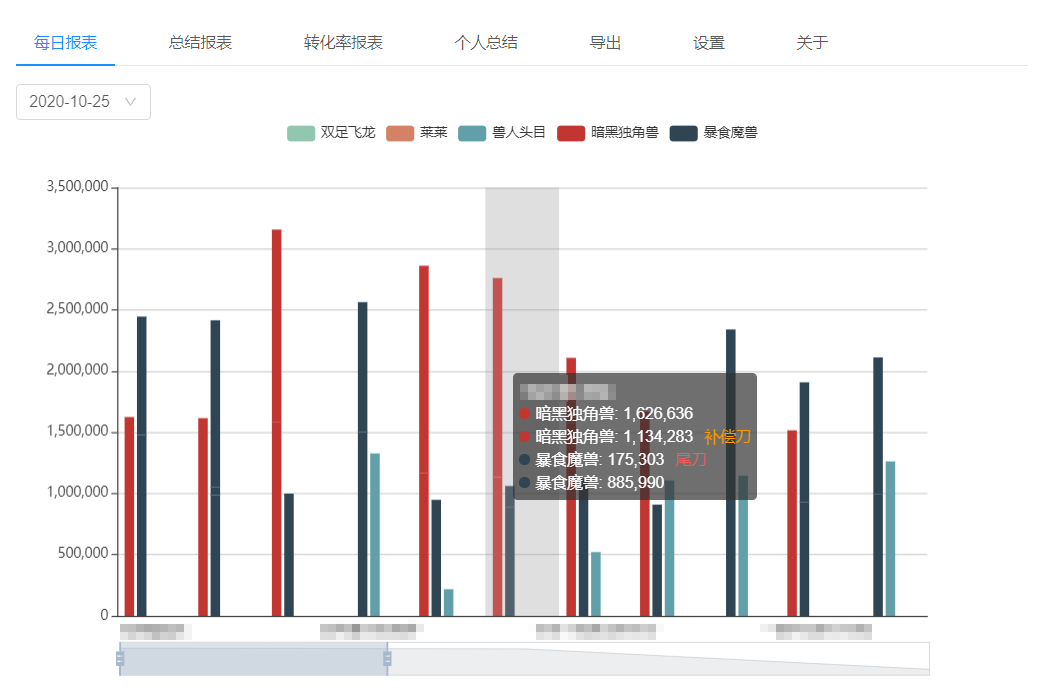 每日报表 总结报表 转化率报表 个人总结 导出 设置 关于
2020-10-25
双足飞龙 莱莱 兽人头目 暗黑独角兽 暴食魔兽
3,500,000
3,000,000
2,500,000
2,000,000
1,500,000
1,000,000
500,000
0
暗黑独角兽: 1,626,636
暗黑独角兽: 1,134,283 补偿刀
暴食魔兽: 175,303 尾刀
暴食魔兽: 885,990